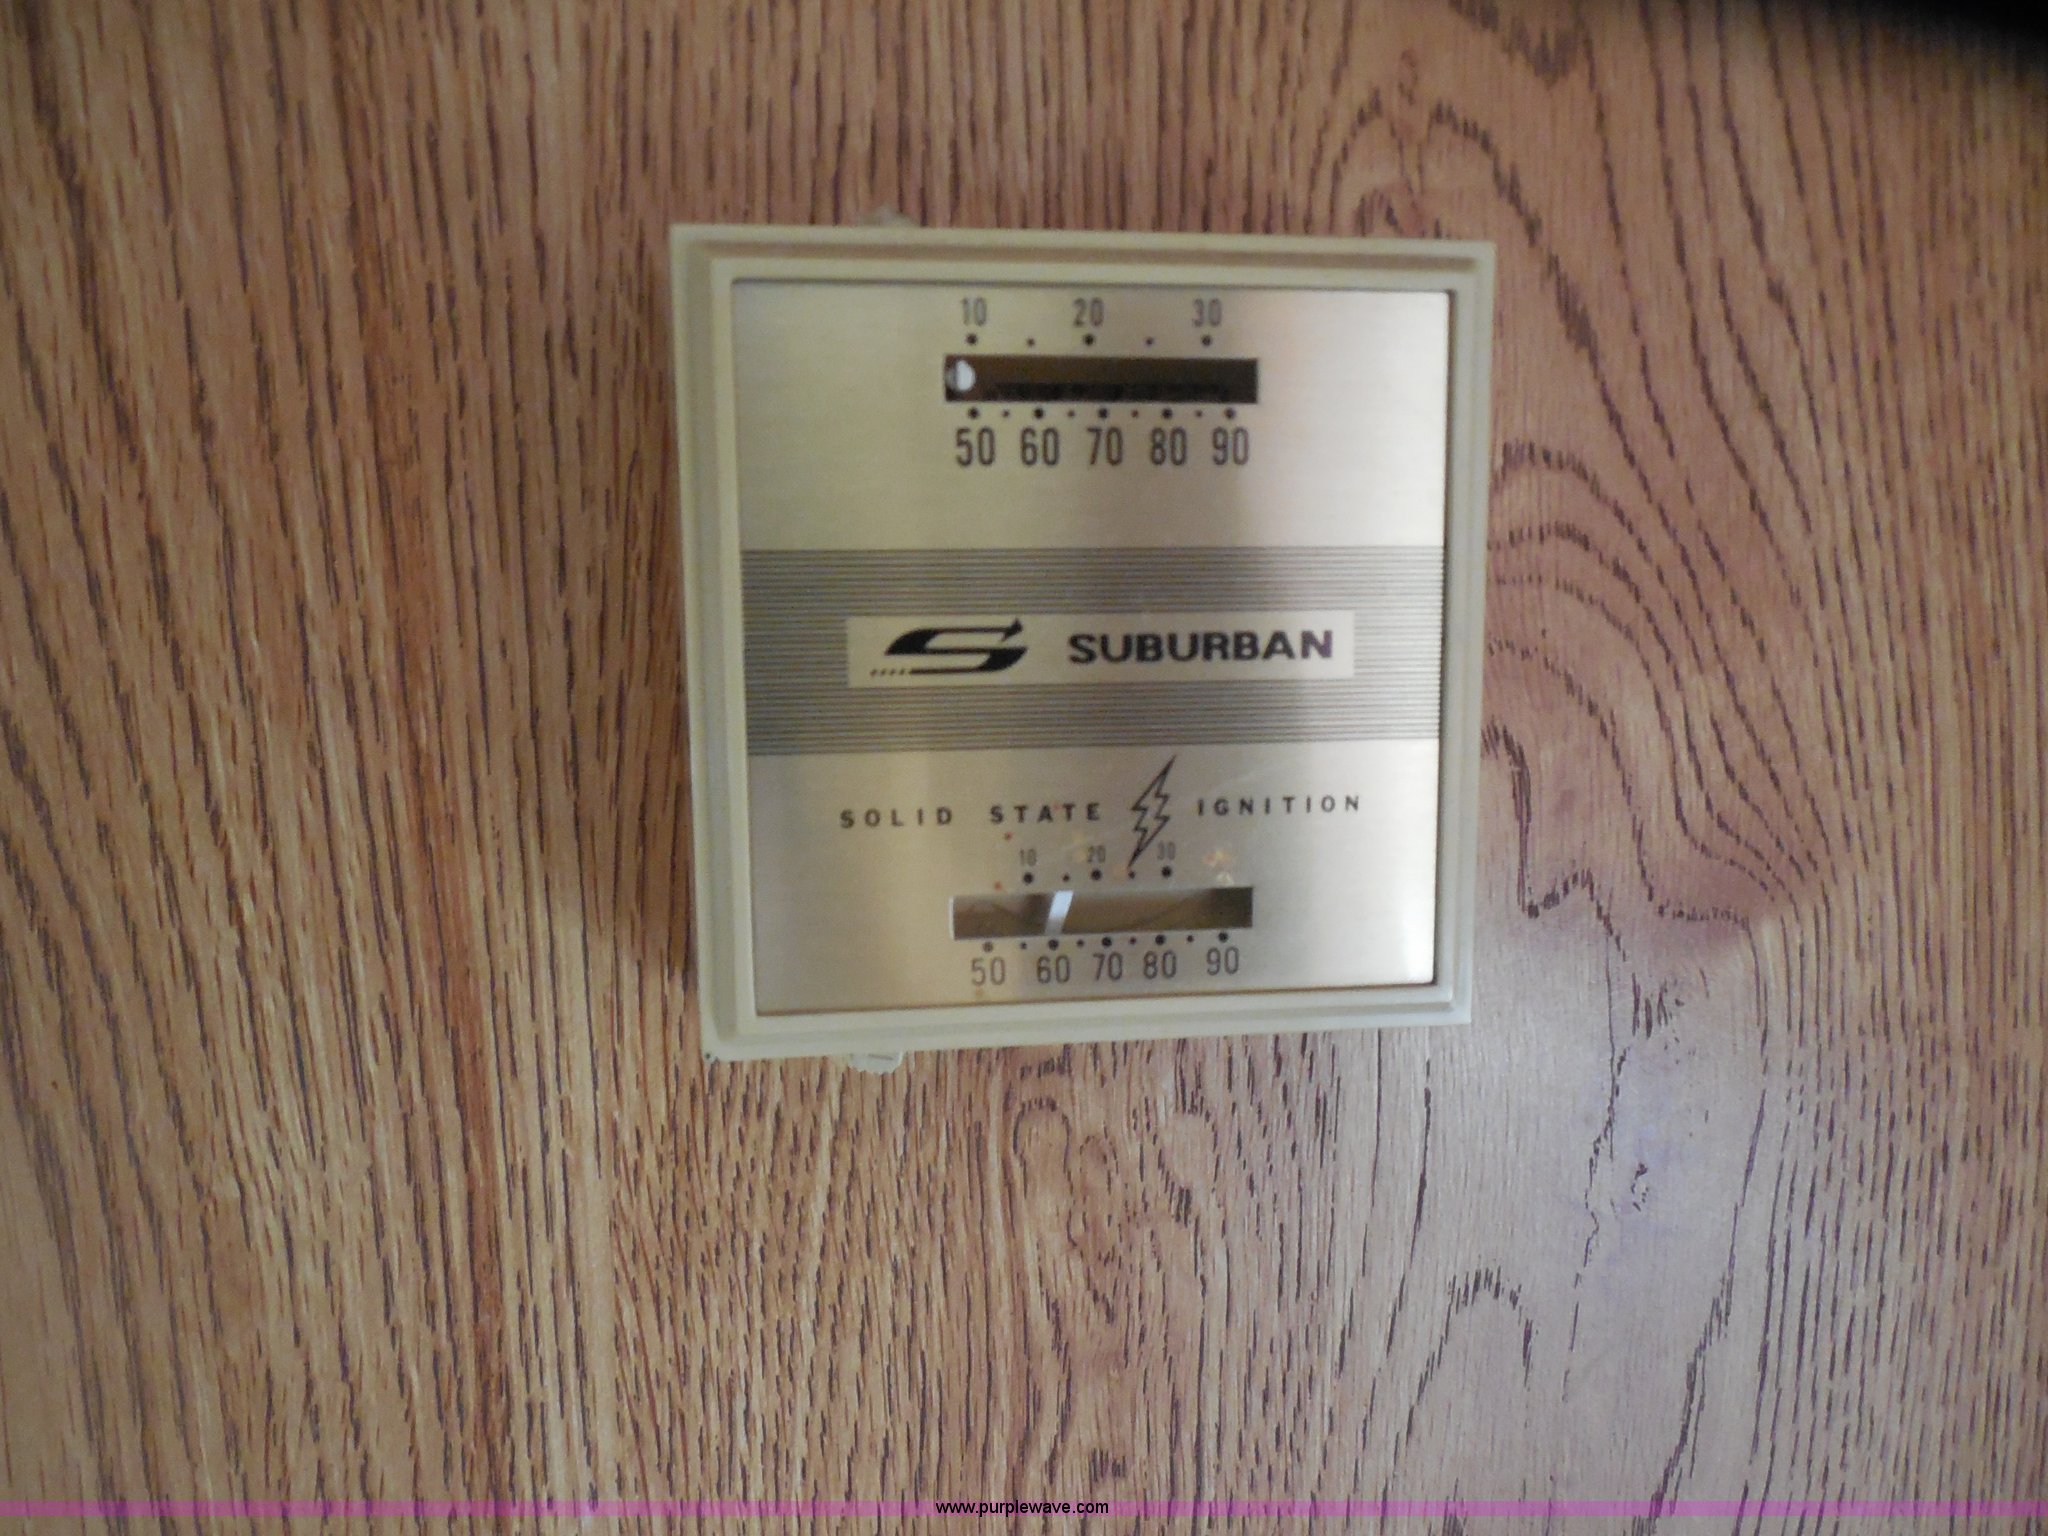 10 20 30
50 60 70 80 90
SUBURBAN
SOLID STATE IGNITION
10 20 30
50 60 70 80 90
www.purplewave.com